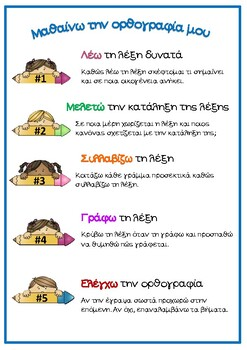 Μαθαίνω την ορθογραφία μου
Λέω τη λέξη δυνατά
Καθώς λέω τη λέξη σκέφτομαι τι σημαίνει
και σε ποια οικογένεια ανήκει.
#1
Μελετώ την κατάληξη της λέξης
Σε ποια μέρη χωρίζεται η λέξη και ποιος
κανόνας σχετίζεται με την κατάληξη της;
#2
Συλλαβίζω τη λέξη
Κοιτάζω κάθε γράμμα προσεκτικά καθώς
συλλαβίζω τη λέξη.
#3
Γράφω τη λέξη
Κρύβω τη λέξη όταν τη γράφω και προσπαθώ
να θυμηθώ πώς γράφεται.
#4
Ελέγχω την ορθογραφία
Αν την έγραψα σωστά προχωρώ στην
επόμενη. Αν όχι, επαναλαμβάνω τα βήματα.
#5